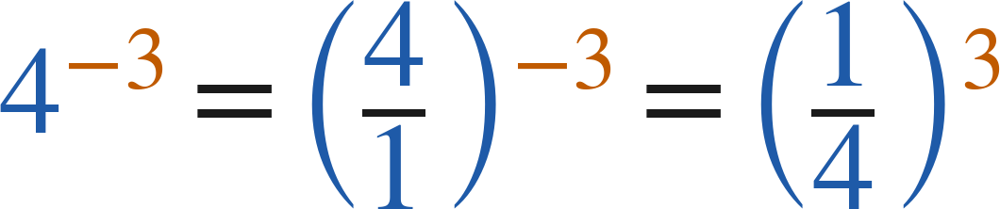 4⁻³ = (4/1)⁻³ = (1/4)³